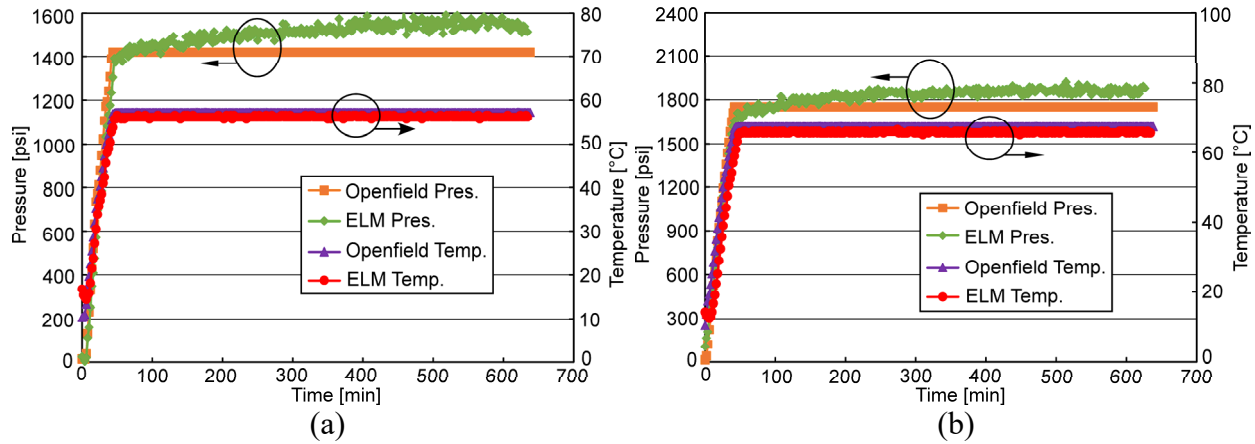 1600
1400
1200
1000
800
600
400
200
0
Pressure [psi]
80
70
60
50
40
30
20
10
0
Temperature [°C]
Openfield Pres.
ELM Pres.
Openfield Temp.
ELM Temp.
0 100 200 300 400 500 600 700
Time [min]
(a)
2400
2100
1800
1500
1200
900
600
300
0
Pressure [psi]
100
80
60
40
20
0
Temperature [°C]
Openfield Pres.
ELM Pres.
Openfield Temp.
ELM Temp.
0 100 200 300 400 500 600 700
Time [min]
(b)